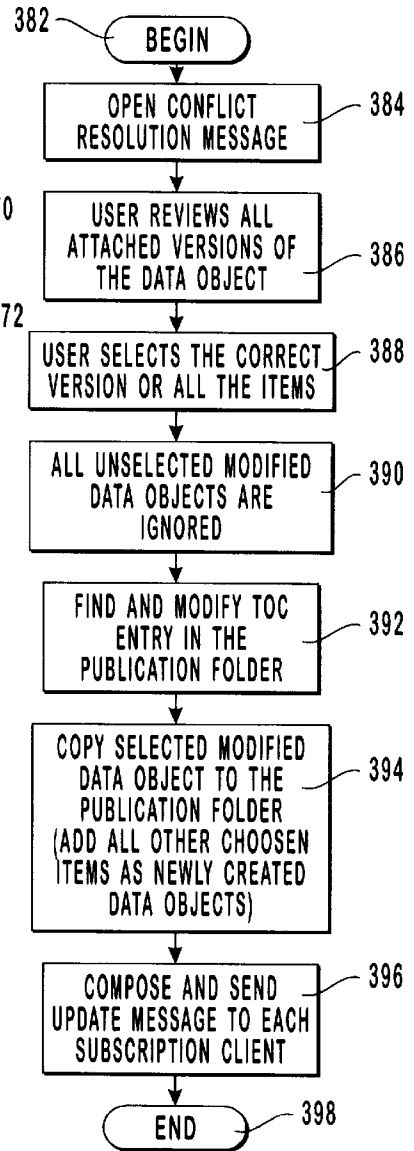 382
BEGIN
OPEN CONFLICT
RESOLUTION MESSAGE
384
70
USER REVIEWS ALL
ATTACHED VERSIONS OF
THE DATA OBJECT
386
72
USER SELECTS THE CORRECT
VERSION OR ALL THE ITEMS
388
ALL UNSELECTED MODIFIED
DATA OBJECTS ARE
IGNORED
390
FIND AND MODIFY TOC
ENTRY IN THE
PUBLICATION FOLDER
392
COPY SELECTED MODIFIED
DATA OBJECT TO THE
PUBLICATION FOLDER
(ADD ALL OTHER CHOOSEN
ITEMS AS NEWLY CREATED
DATA OBJECTS)
394
COMPOSE AND SEND
UPDATE MESSAGE TO EACH
SUBSCRIPTION CLIENT
396
END
398